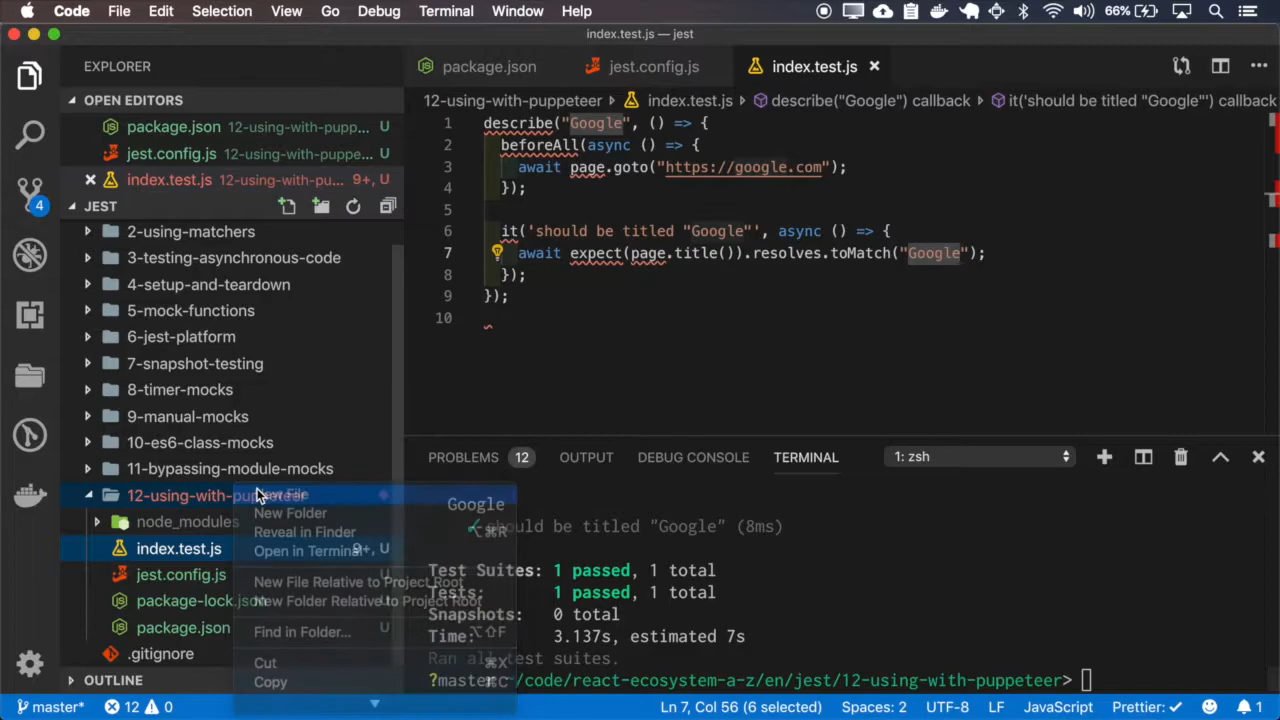 Code File Edit Selection View Go Debug Terminal Window Help 66%
index.test.js — jest
EXPLORER
OPEN EDITORS
package.json 12-using-with-puppe... U
jest.config.js 12-using-with-puppete... U
index.test.js 12-using-with-pu... 9+, U
4
JEST
2-using-matchers
3-testing-asynchronous-code
4-setup-and-teardown
5-mock-functions
6-jest-platform
7-snapshot-testing
8-timer-mocks
9-manual-mocks
10-es6-class-mocks
11-bypassing-module-mocks
12-using-with-puppeteer
node_modules
index.test.js 9+, U
jest.config.js U
package-lock.json U
package.json U
.gitignore
OUTLINE
New File
New Folder
Reveal in Finder ⌥⌘R
Open in Terminal
New File Relative to Project Root
New Folder Relative to Project Root
Find in Folder... ⌥⇧F
Cut ⌘X
Copy ⌘C
package.json jest.config.js index.test.js
12-using-with-puppeteer index.test.js describe("Google") callback it('should be titled "Google"') callback
1 describe("Google", () => {
2 beforeAll(async () => {
3 await page.goto("https://google.com");
4 });
5
6 it('should be titled "Google"', async () => {
7 await expect(page.title()).resolves.toMatch("Google");
8 });
9 });
10
PROBLEMS 12 OUTPUT DEBUG CONSOLE TERMINAL 1: zsh
Google
✓ should be titled "Google" (8ms)
Test Suites: 1 passed, 1 total
Tests: 1 passed, 1 total
Snapshots: 0 total
Time: 3.137s, estimated 7s
Ran all test suites.
?master ~/code/react-ecosystem-a-z/en/jest/12-using-with-puppeteer>
master* 12 0 Ln 7, Col 56 (6 selected) Spaces: 2 UTF-8 LF JavaScript Prettier: ✓ 1